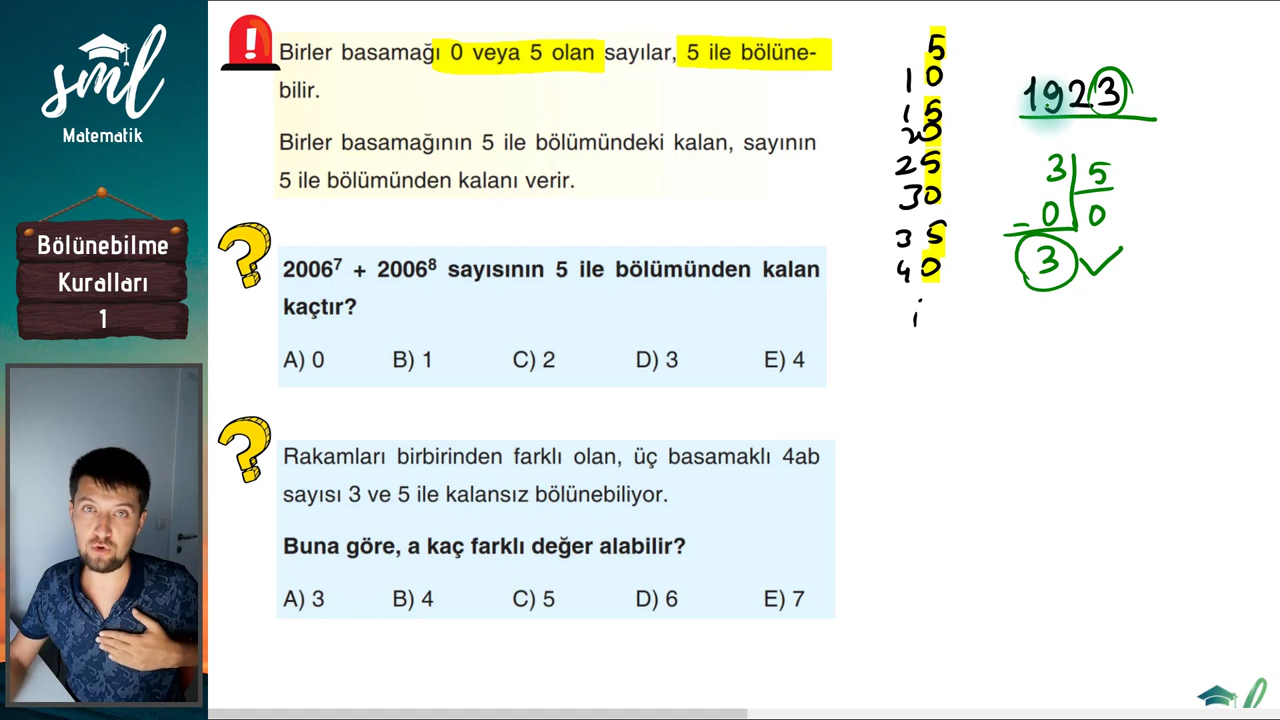 sml
Matematik
Bölünebilme
Kuralları
1
Birler basamağı 0 veya 5 olan sayılar, 5 ile bölüne-
bilir.
Birler basamağının 5 ile bölümündeki kalan, sayının
5 ile bölümünden kalanı verir.
2006⁷ + 2006⁸ sayısının 5 ile bölümünden kalan
kaçtır?
A) 0 B) 1 C) 2 D) 3 E) 4
Rakamları birbirinden farklı olan, üç basamaklı 4ab
sayısı 3 ve 5 ile kalansız bölünebiliyor.
Buna göre, a kaç farklı değer alabilir?
A) 3 B) 4 C) 5 D) 6 E) 7
5
10
15
20
25
30
35
40
1923
3 5
- 0 0
3